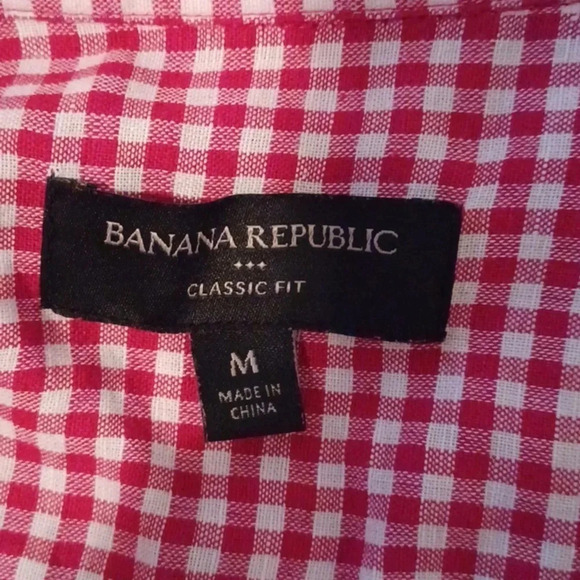 BANANA REPUBLIC
CLASSIC FIT
M
MADE IN
CHINA